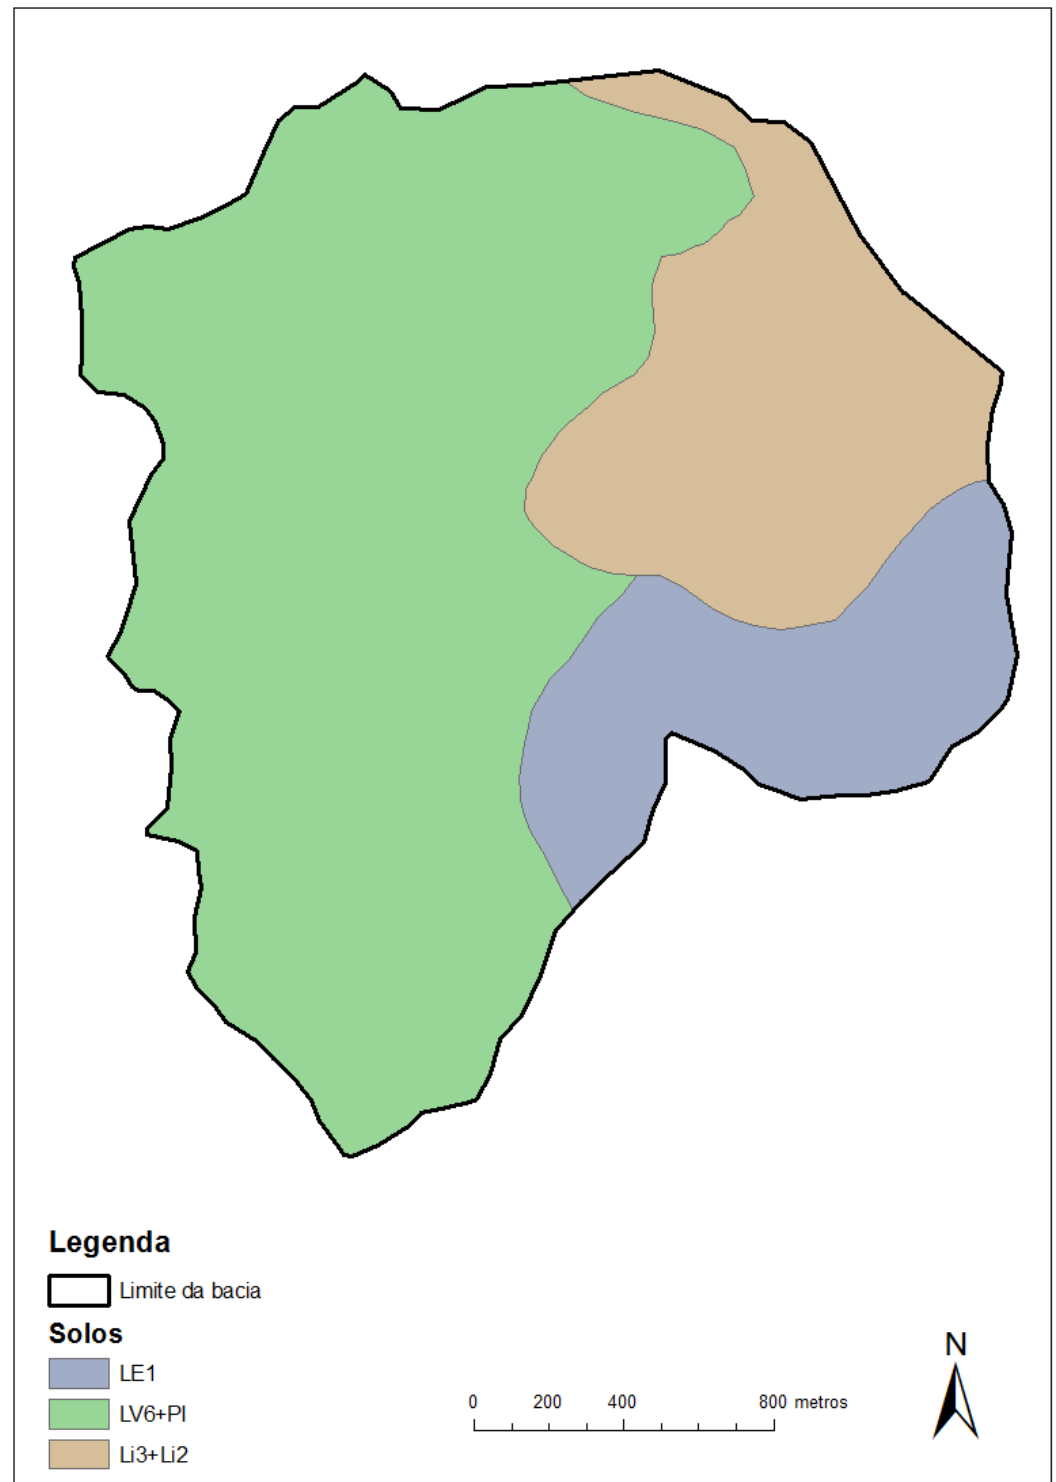 Legenda
Limite da bacia
Solos
LE1
LV6+PI
Li3+Li2
0 200 400 800 metros
N